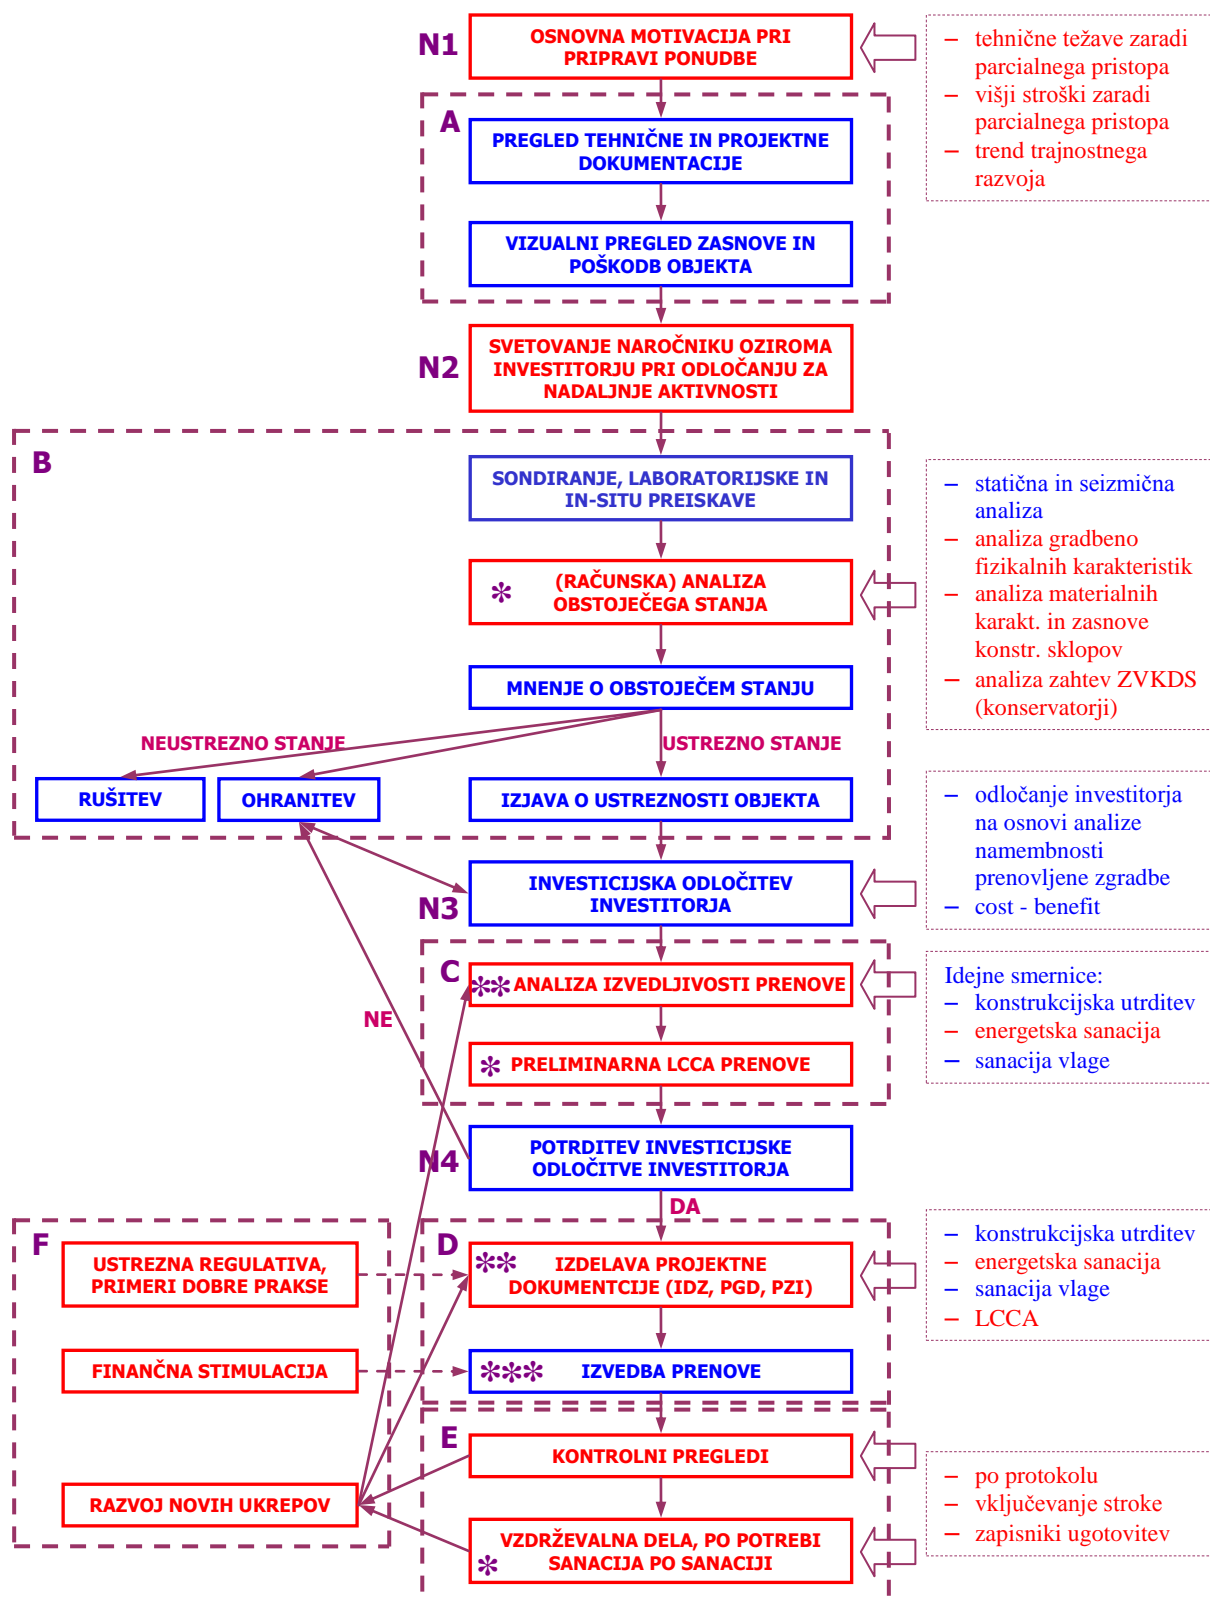 N1
OSNOVNA MOTIVACIJA PRI
PRIPRAVI PONUDBE
– tehnične težave zaradi
parcialnega pristopa
– višji stroški zaradi
parcialnega pristopa
– trend trajnostnega
razvoja
A
PREGLED TEHNIČNE IN PROJEKTNE
DOKUMENTACIJE
VIZUALNI PREGLED ZASNOVE IN
POŠKODB OBJEKTA
N2
SVETOVANJE NAROČNIKU OZIROMA
INVESTITORJU PRI ODLOČANJU ZA
NADALJNJE AKTIVNOSTI
B
SONDIRANJE, LABORATORIJSKE IN
IN-SITU PREISKAVE
* (RAČUNSKA) ANALIZA
OBSTOJEČEGA STANJA
– statična in seizmična
analiza
– analiza gradbeno
fizikalnih karakteristik
– analiza materialnih
karakt. in zasnove
konstr. sklopov
– analiza zahtev ZVKDS
(konservatorji)
MNENJE O OBSTOJEČEM STANJU
NEUSTREZNO STANJE
USTREZNO STANJE
RUŠITEV
OHRANITEV
IZJAVA O USTREZNOSTI OBJEKTA
– odločanje investitorja
na osnovi analize
namembnosti
prenovljene zgradbe
– cost - benefit
N3
INVESTICIJSKA ODLOČITEV
INVESTITORJA
C
** ANALIZA IZVEDLJIVOSTI PRENOVE
Idejne smernice:
– konstrukcijska utrditev
– energetska sanacija
– sanacija vlage
NE
* PRELIMINARNA LCCA PRENOVE
N4
POTRDITEV INVESTICIJSKE
ODLOČITVE INVESTITORJA
DA
F
USTREZNA REGULATIVA,
PRIMERI DOBRE PRAKSE
D
** IZDELAVA PROJEKTNE
DOKUMENTCIJE (IDZ, PGD, PZI)
– konstrukcijska utrditev
– energetska sanacija
– sanacija vlage
– LCCA
FINANČNA STIMULACIJA
*** IZVEDBA PRENOVE
E
KONTROLNI PREGLEDI
– po protokolu
– vključevanje stroke
– zapisniki ugotovitev
RAZVOJ NOVIH UKREPOV
VZDRŽEVALNA DELA, PO POTREBI
* SANACIJA PO SANACIJI